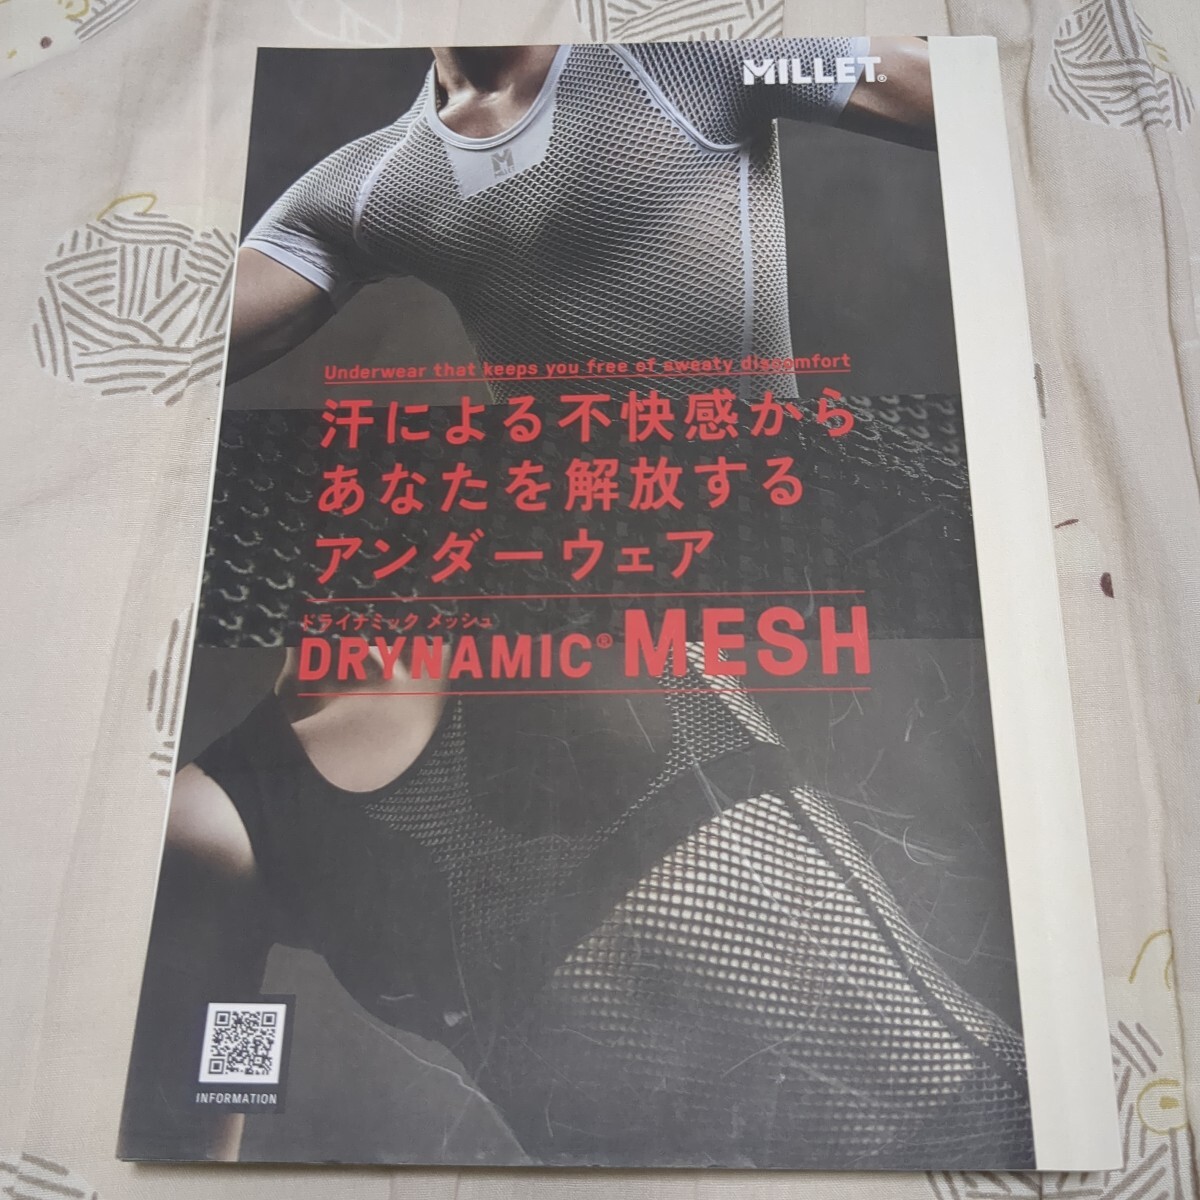 MILLET®
M
MILLET
Underwear that keeps you free of sweaty discomfort
汗による不快感から
あなたを解放する
アンダーウェア
ドライナミック メッシュ
DRYNAMIC® MESH
INFORMATION